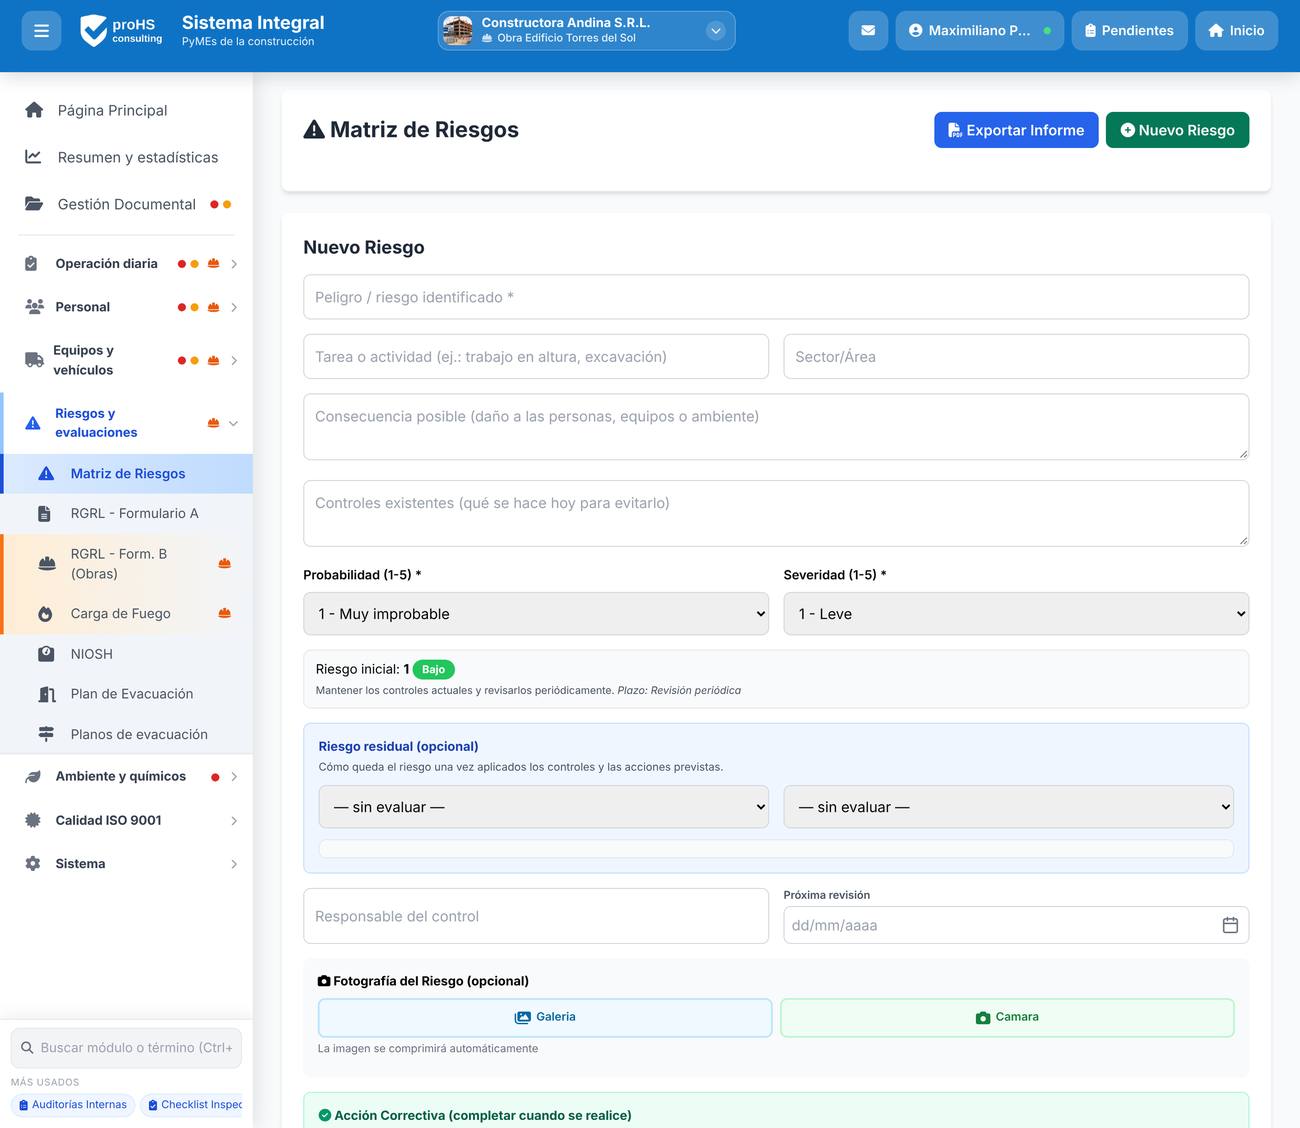 proHS
consulting
Sistema Integral
PyMEs de la construcción
Constructora Andina S.R.L.
Obra Edificio Torres del Sol
Maximiliano P...
Pendientes
Inicio
Página Principal
Resumen y estadísticas
Gestión Documental
Operación diaria
Personal
Equipos y
vehículos
Riesgos y
evaluaciones
Matriz de Riesgos
RGRL - Formulario A
RGRL - Form. B
(Obras)
Carga de Fuego
NIOSH
Plan de Evacuación
Planos de evacuación
Ambiente y químicos
Calidad ISO 9001
Sistema
Buscar módulo o término (Ctrl+
MÁS USADOS
Auditorías Internas
Checklist Inspec
Matriz de Riesgos
PDF
Exportar Informe
Nuevo Riesgo
Nuevo Riesgo
Peligro / riesgo identificado *
Tarea o actividad (ej.: trabajo en altura, excavación)
Sector/Área
Consecuencia posible (daño a las personas, equipos o ambiente)
Controles existentes (qué se hace hoy para evitarlo)
Probabilidad (1-5) *
Severidad (1-5) *
1 - Muy improbable
1 - Leve
Riesgo inicial: 1 Bajo
Mantener los controles actuales y revisarlos periódicamente. Plazo: Revisión periódica
Riesgo residual (opcional)
Cómo queda el riesgo una vez aplicados los controles y las acciones previstas.
— sin evaluar —
— sin evaluar —
Responsable del control
Próxima revisión
dd/mm/aaaa
Fotografía del Riesgo (opcional)
Galeria
Camara
La imagen se comprimirá automáticamente
Acción Correctiva (completar cuando se realice)